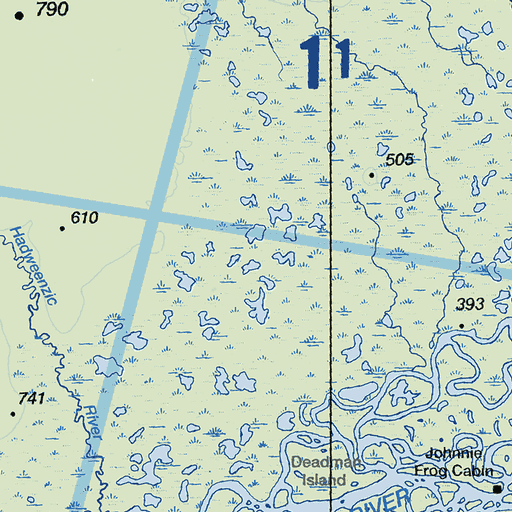 790
11
505
610
Hadweenzic
River
393
741
Johnnie
Frog Cabin
Deadman
Island
RIVER